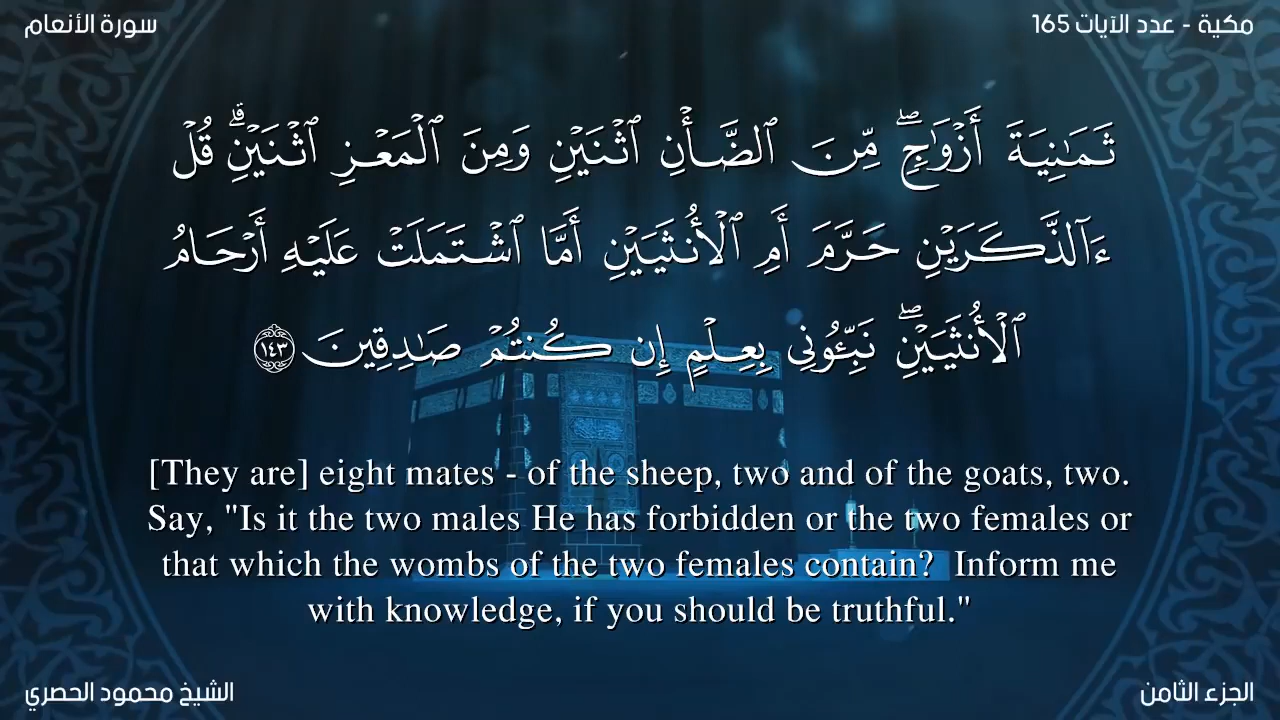 مكية - عدد الآيات 165
سورة الأنعام
ثَمَـٰنِيَةَ أَزْوَٰجٍۢ ۖ مِّنَ ٱلضَّأْنِ ٱثْنَيْنِ وَمِنَ ٱلْمَعْزِ ٱثْنَيْنِ ۗ قُلْ
ءَآلذَّكَرَيْنِ حَرَّمَ أَمِ ٱلْأُنثَيَيْنِ أَمَّا ٱشْتَمَلَتْ عَلَيْهِ أَرْحَامُ
ٱلْأُنثَيَيْنِ ۖ نَبِّـُٔونِى بِعِلْمٍ إِن كُنتُمْ صَـٰدِقِينَ ١٤٣
[They are] eight mates - of the sheep, two and of the goats, two.
Say, "Is it the two males He has forbidden or the two females or
that which the wombs of the two females contain?  Inform me
with knowledge, if you should be truthful."
الجزء الثامن
الشيخ محمود الحصري